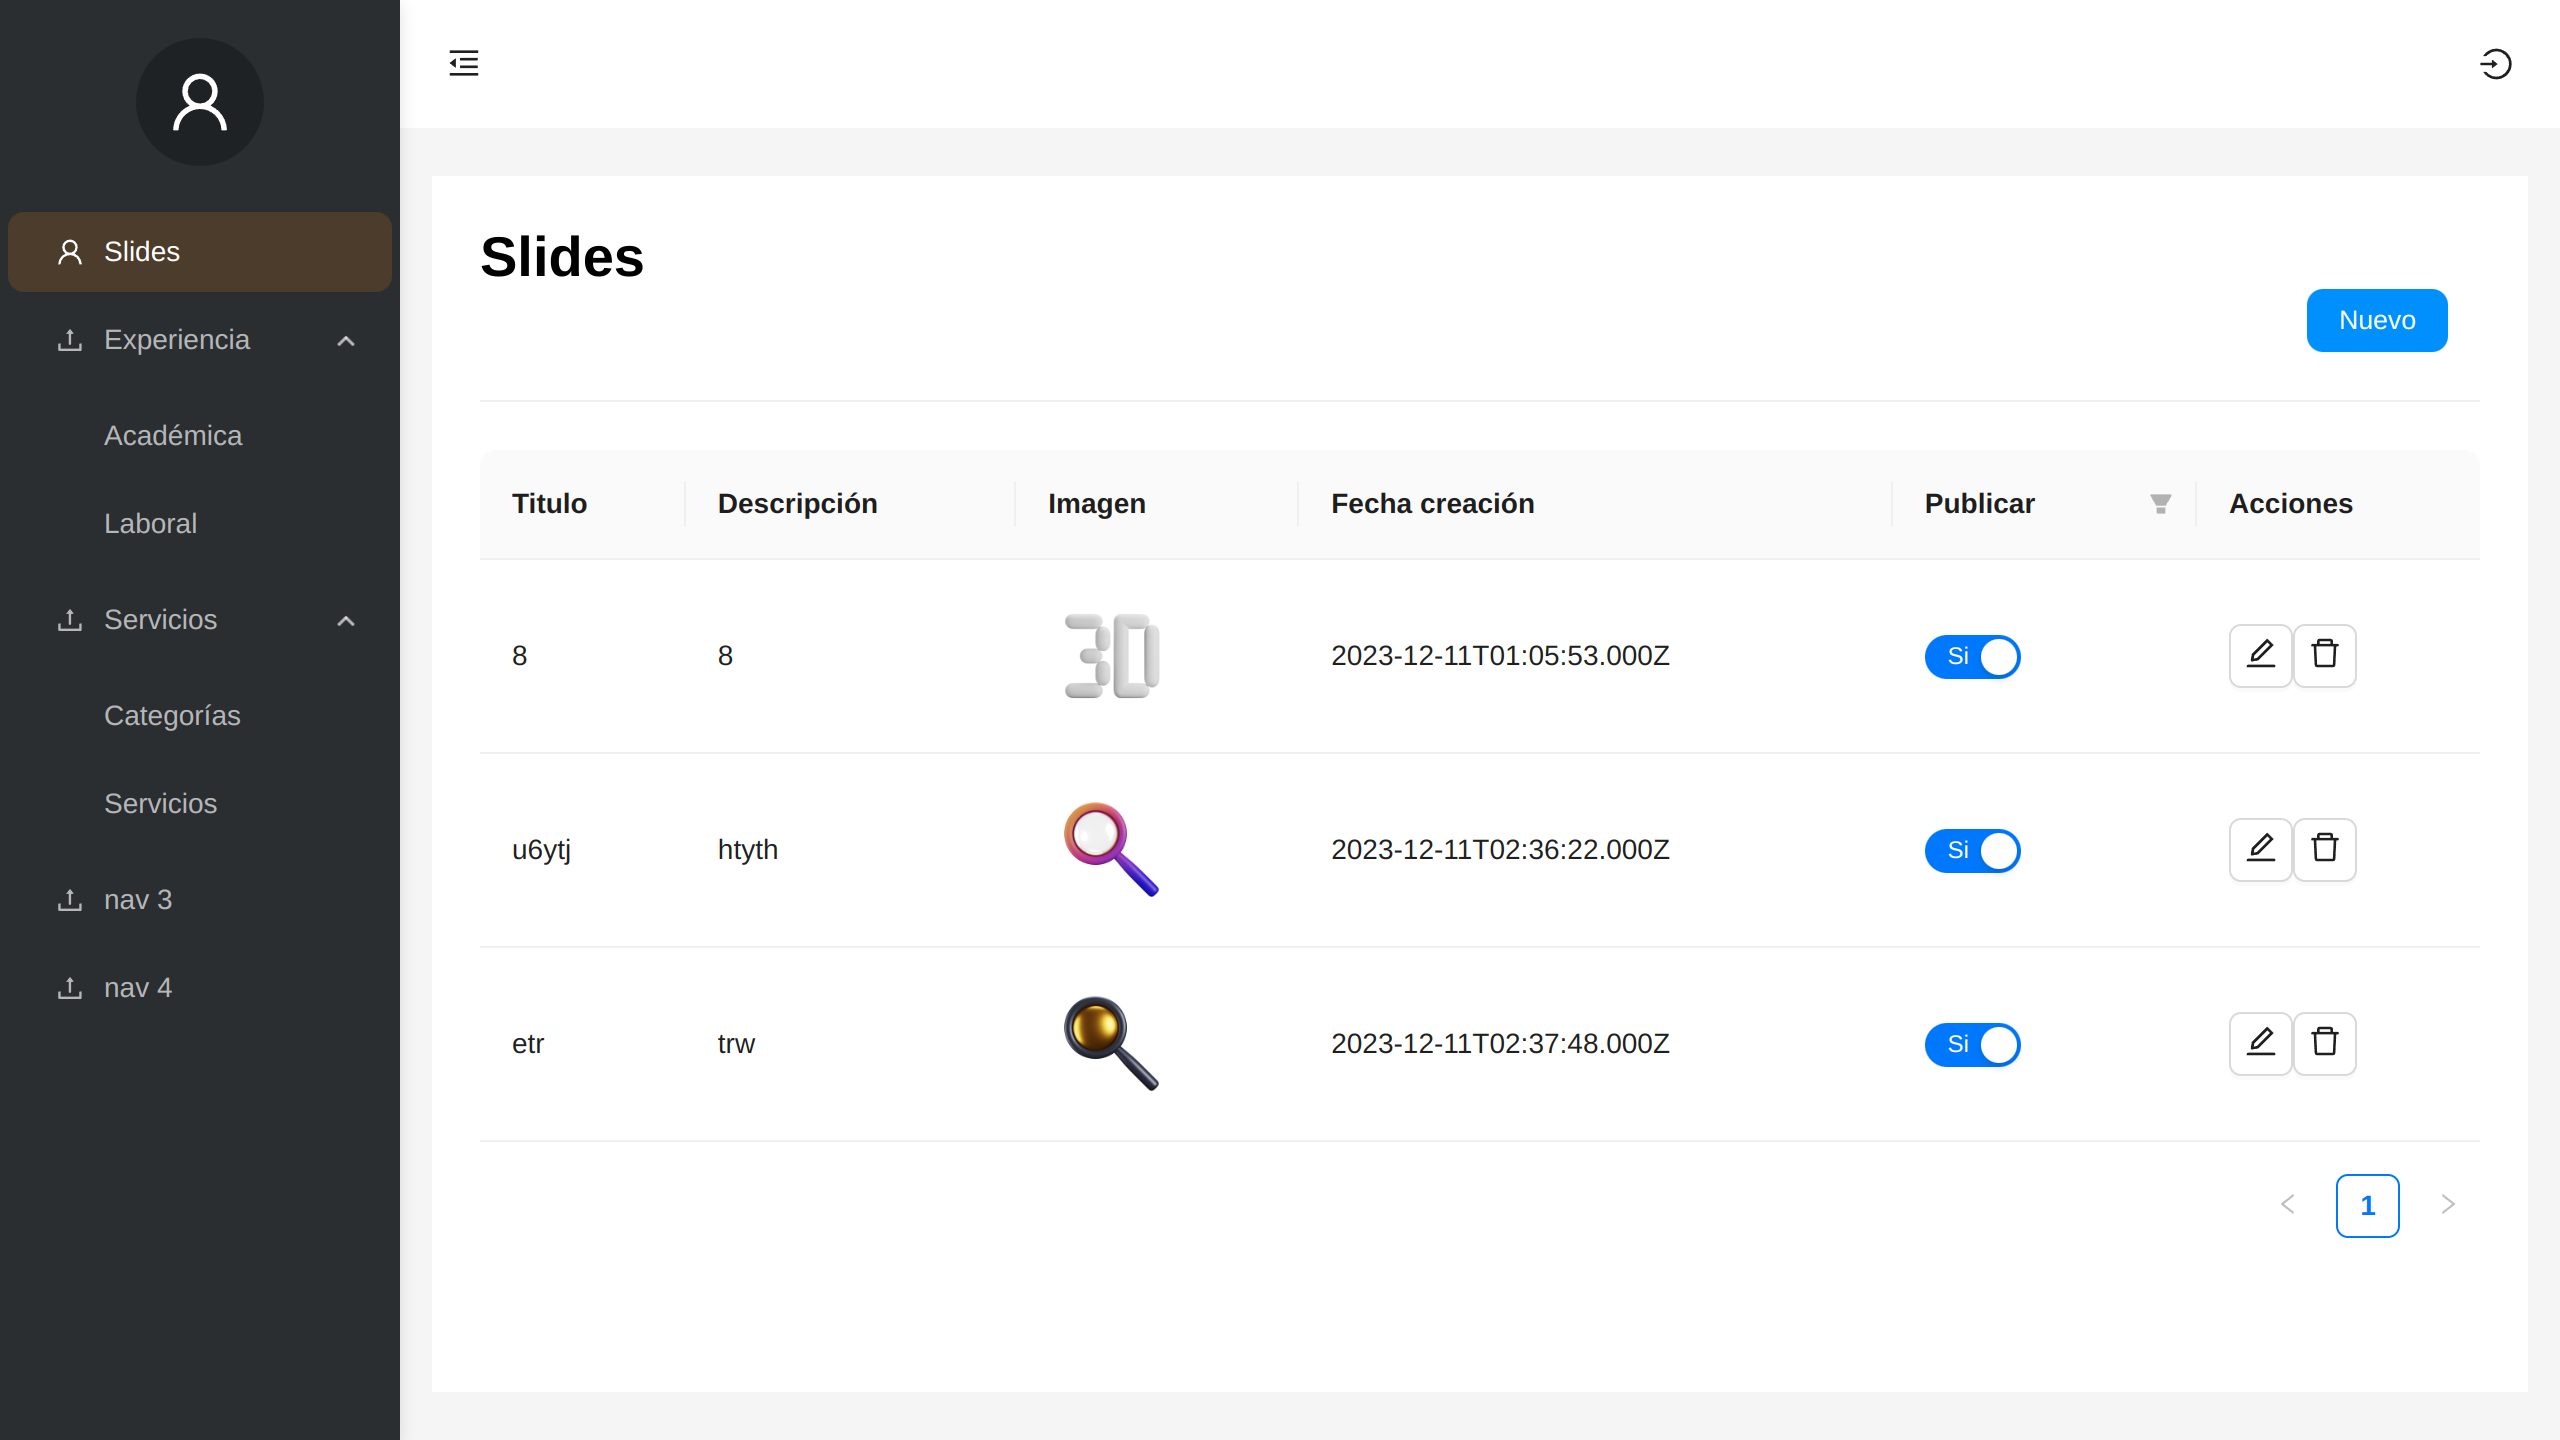 Slides
Experiencia
Académica
Laboral
Servicios
Categorías
Servicios
nav 3
nav 4
Slides
Nuevo
Titulo Descripción Imagen Fecha creación Publicar Acciones
8 8 3D 2023-12-11T01:05:53.000Z Si
u6ytj htyth 2023-12-11T02:36:22.000Z Si
etr trw 2023-12-11T02:37:48.000Z Si
1